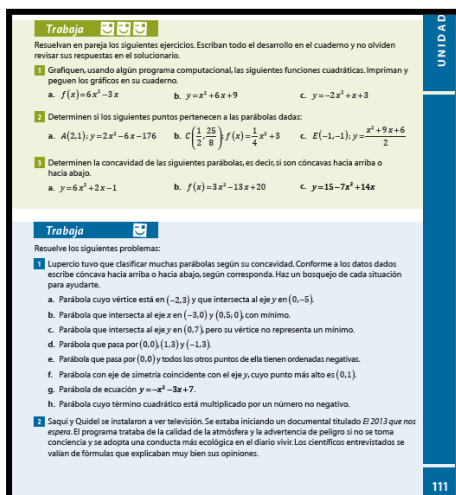 Trabaja
Resuelvan en pareja los siguientes ejercicios. Escriban todo el desarrollo en el cuaderno y no olviden
revisar sus respuestas en el solucionario.
1 Grafiquen, usando algún programa computacional, las siguientes funciones cuadráticas. Impriman y
peguen los gráficos en su cuaderno.
a. f(x)=6x²−3x b. y=x²+6x+9 c. y=−2x²+x+3
2 Determinen si los siguientes puntos pertenecen a las parábolas dadas:
a. A(2,1); y=2x²−6x−176 b. C(1/2, 25/8); f(x)=1/4 x²+3 c. E(−1,−1); y=(x²+9x+6)/2
3 Determinen la concavidad de las siguientes parábolas, es decir, si son cóncavas hacia arriba o
hacia abajo.
a. y=6x²+2x−1 b. f(x)=3x²−13x+20 c. y=15−7x²+14x
Trabaja
Resuelve los siguientes problemas:
1 Lupercio tuvo que clasificar muchas parábolas según su concavidad. Conforme a los datos dados
escribe cóncava hacia arriba o hacia abajo, según corresponda. Haz un bosquejo de cada situación
para ayudarte.
a. Parábola cuyo vértice está en (−2,3) y que intersecta al eje y en (0,−5).
b. Parábola que intersecta al eje x en (−3,0) y (0,5; 0), con mínimo.
c. Parábola que intersecta al eje y en (0,7), pero su vértice no representa un mínimo.
d. Parábola que pasa por (0,0), (1,3) y (−1,3).
e. Parábola que pasa por (0,0) y todos los otros puntos de ella tienen ordenadas negativas.
f. Parábola con eje de simetría coincidente con el eje y, cuyo punto más alto es (0,1).
g. Parábola de ecuación y=−x²−3x+7.
h. Parábola cuyo término cuadrático está multiplicado por un número no negativo.
2 Saqui y Quidel se instalaron a ver televisión. Se estaba iniciando un documental titulado El 2013 que nos
espera. El programa trataba de la calidad de la atmósfera y la advertencia de peligro si no se toma
conciencia y se adopta una conducta más ecológica en el diario vivir. Los científicos entrevistados se
valían de fórmulas que explicaban muy bien sus opiniones.
UNIDAD
111